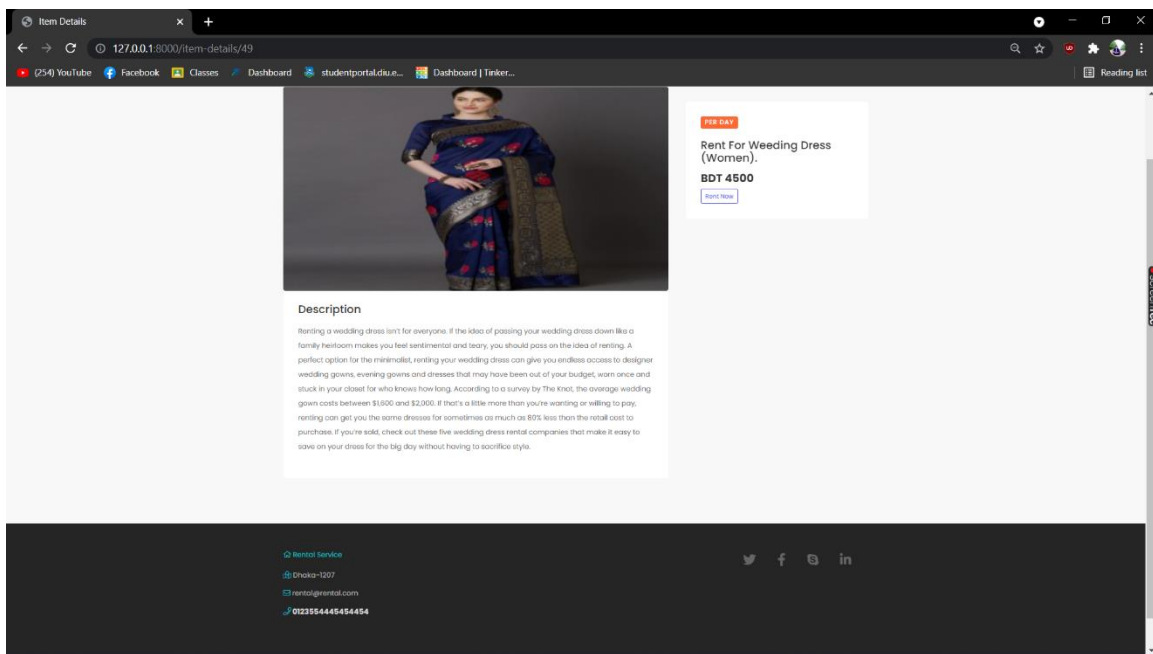 Item Details
127.0.0.1:8000/item-details/49
(254) YouTube Facebook Classes Dashboard studentportal.diu.e... Dashboard | Tinker... Reading list
PER DAY
Rent For Weeding Dress
(Women).
BDT 4500
Rent Now
Description
Renting a wedding dress isn't for everyone. If the idea of passing your wedding dress down like a
family heirloom makes you feel sentimental and teary, you should pass on the idea of renting. A
perfect option for the minimalist, renting your wedding dress can give you endless access to designer
wedding gowns, evening gowns and dresses that may have been out of your budget, worn once and
stuck in your closet for who knows how long. According to a survey by The Knot, the average wedding
gown costs between $1,600 and $2,000. If that's a little more than you're wanting or willing to pay,
renting can get you the same dresses for sometimes as much as 80% less than the retail cost to
purchase. If you're sold, check out these five wedding dress rental companies that make it easy to
save on your dress for the big day without having to sacrifice style.
Rental Service
Dhaka-1207
rental@rental.com
0123554445454454